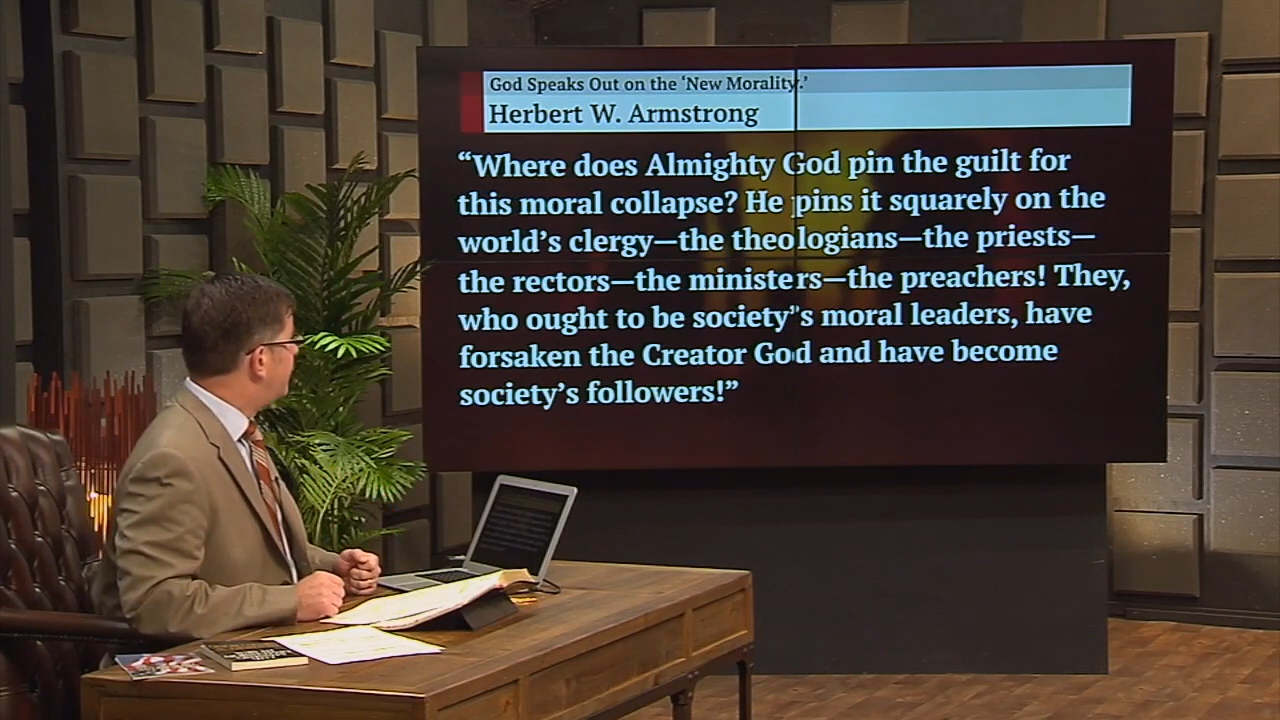 God Speaks Out on the ‘New Morality.’
Herbert W. Armstrong
“Where does Almighty God pin the guilt for
this moral collapse? He pins it squarely on the
world’s clergy—the theologians—the priests—
the rectors—the ministers—the preachers! They,
who ought to be society’s moral leaders, have
forsaken the Creator God and have become
society’s followers!”